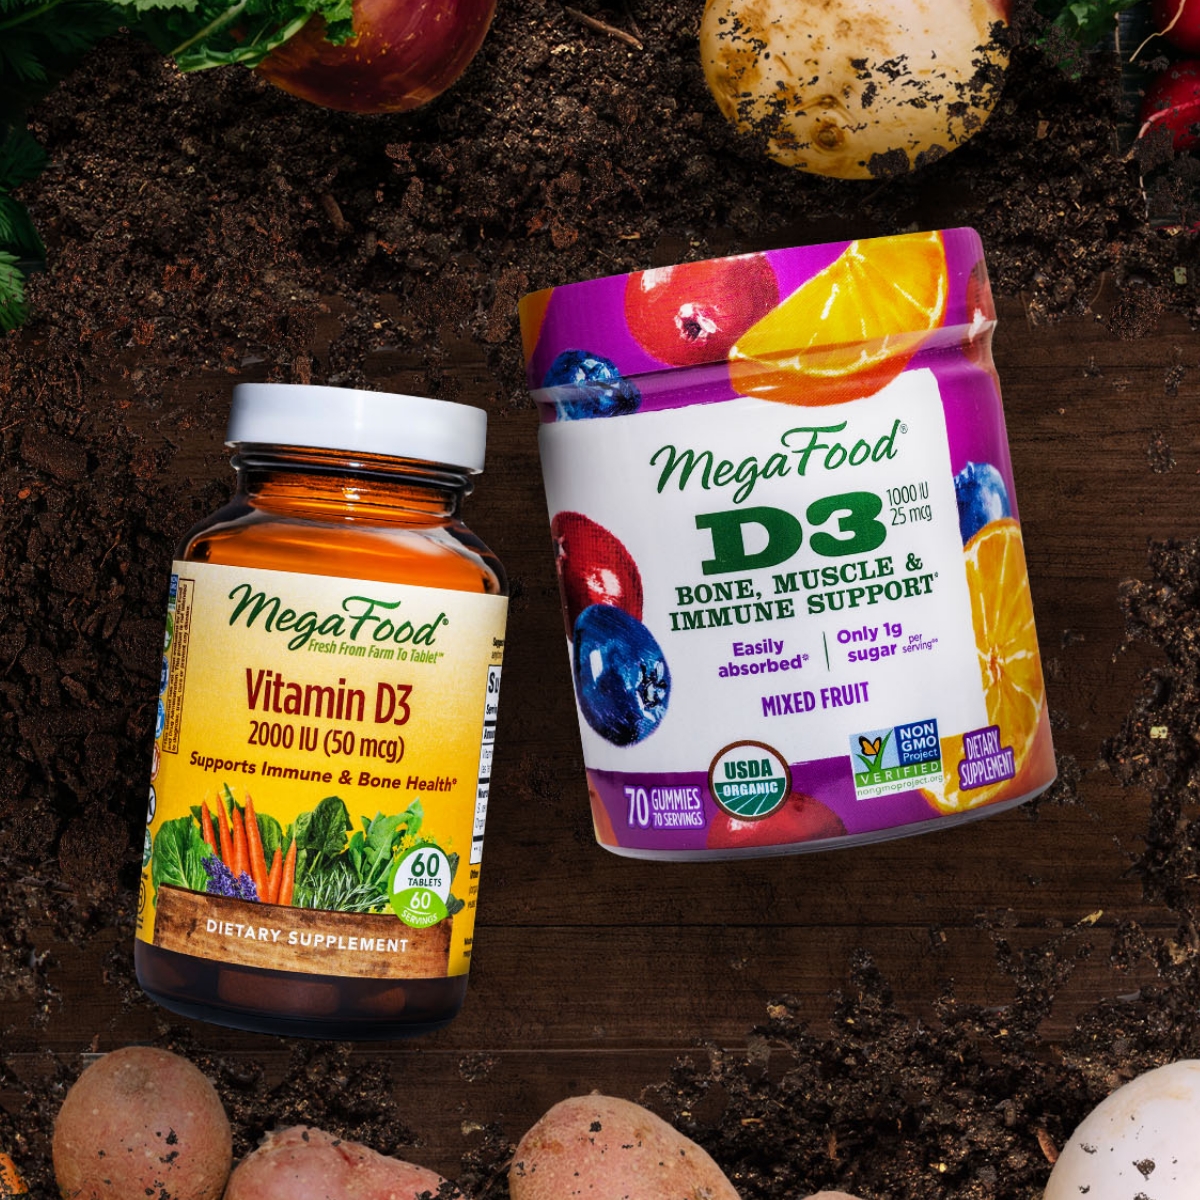 MegaFood®
Fresh From Farm To Tablet™
Vitamin D3
2000 IU (50 mcg)
Supports Immune & Bone Health°
60
TABLETS
60
SERVINGS
DIETARY SUPPLEMENT
MegaFood®
D3
1000 IU
25 mcg
BONE, MUSCLE &
IMMUNE SUPPORT*
Easily
absorbed*
Only 1g
sugar per
serving**
MIXED FRUIT
70 GUMMIES
70 SERVINGS
USDA
ORGANIC
NON
GMO
Project
VERIFIED
nongmoproject.org
DIETARY
SUPPLEMENT